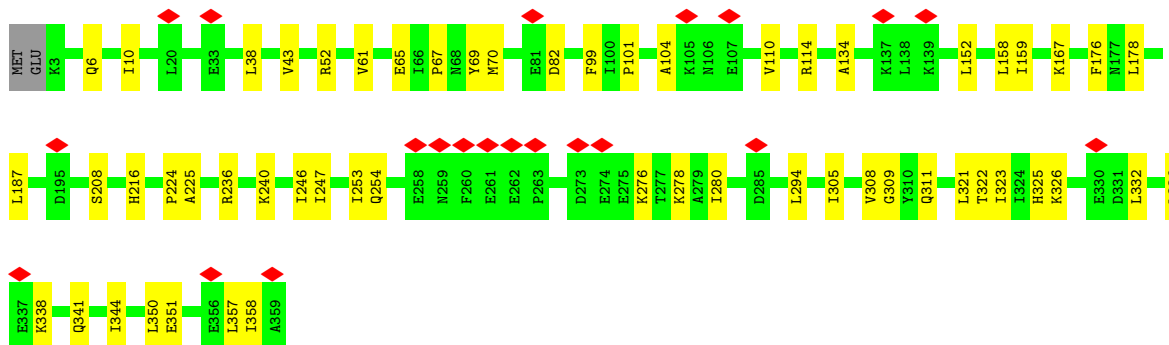 MET GLU K3 Q6 I10 L20 E33 L38 V43 R52 V61 E65 I66 P67 N68 Y69 M70 E81 D82 F99 I100 P101 A104 K105 N106 E107 V110 R114 A134 K137 L138 K139 L152 L158 I159 K167 F176 N177 L178
L187 D195 S208 H216 P224 A225 R236 K240 I246 I247 I253 Q254 E258 N259 F260 E261 E262 P263 D273 E274 E275 K276 T277 K278 A279 I280 D285 L294 I305 V308 G309 Y310 Q311 L321 T322 I323 I324 H325 K326 E330 D331 L332
E337 K338 Q341 I344 L350 E351 E356 L357 I358 A359